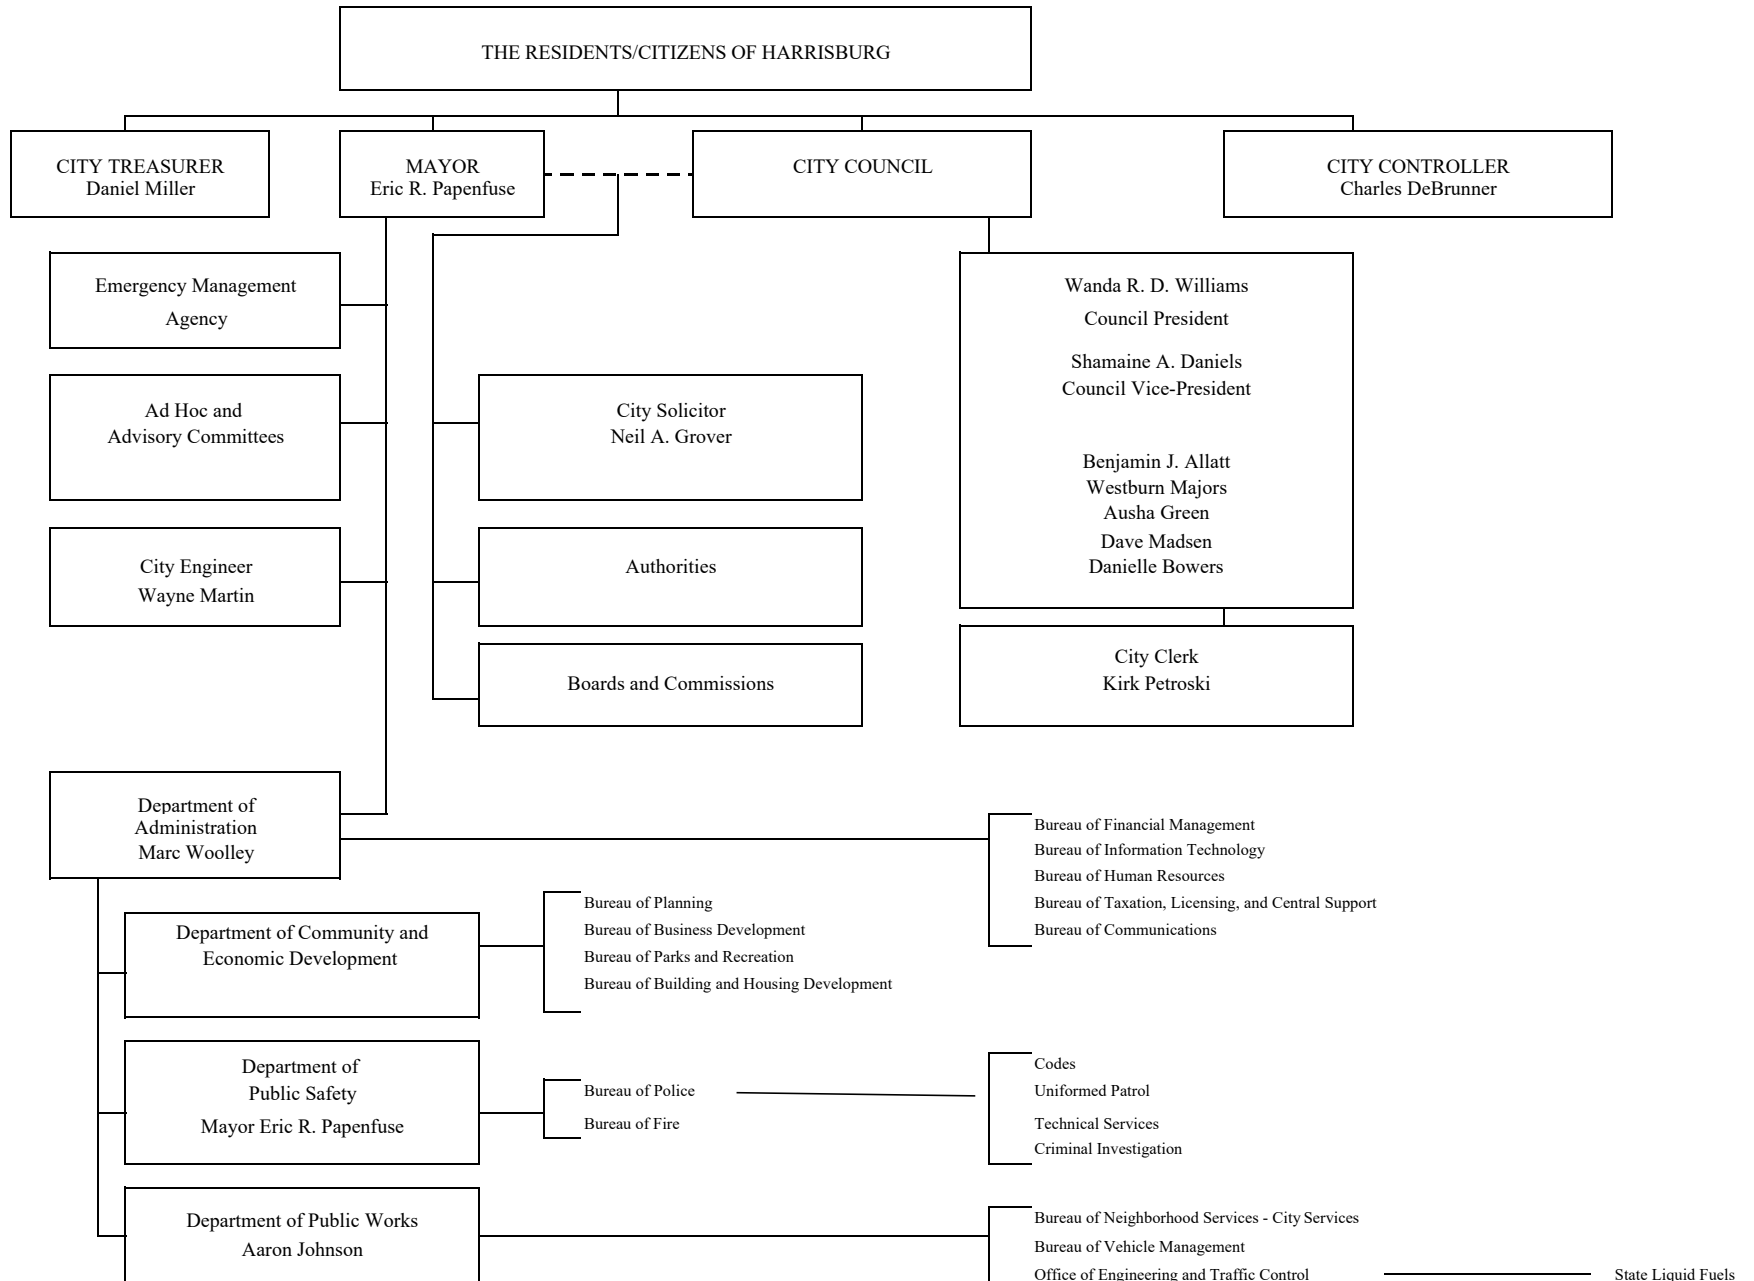 THE RESIDENTS/CITIZENS OF HARRISBURG
CITY TREASURER
Daniel Miller
MAYOR
Eric R. Papenfuse
CITY COUNCIL
CITY CONTROLLER
Charles DeBrunner
Emergency Management
Agency
Ad Hoc and
Advisory Committees
City Engineer
Wayne Martin
City Solicitor
Neil A. Grover
Authorities
Boards and Commissions
Wanda R. D. Williams
Council President
Shamaine A. Daniels
Council Vice-President
Benjamin J. Allatt
Westburn Majors
Ausha Green
Dave Madsen
Danielle Bowers
City Clerk
Kirk Petroski
Department of
Administration
Marc Woolley
Bureau of Financial Management
Bureau of Information Technology
Bureau of Human Resources
Bureau of Taxation, Licensing, and Central Support
Bureau of Communications
Department of Community and
Economic Development
Bureau of Planning
Bureau of Business Development
Bureau of Parks and Recreation
Bureau of Building and Housing Development
Department of
Public Safety
Mayor Eric R. Papenfuse
Bureau of Police
Bureau of Fire
Codes
Uniformed Patrol
Technical Services
Criminal Investigation
Department of Public Works
Aaron Johnson
Bureau of Neighborhood Services - City Services
Bureau of Vehicle Management
Office of Engineering and Traffic Control
State Liquid Fuels